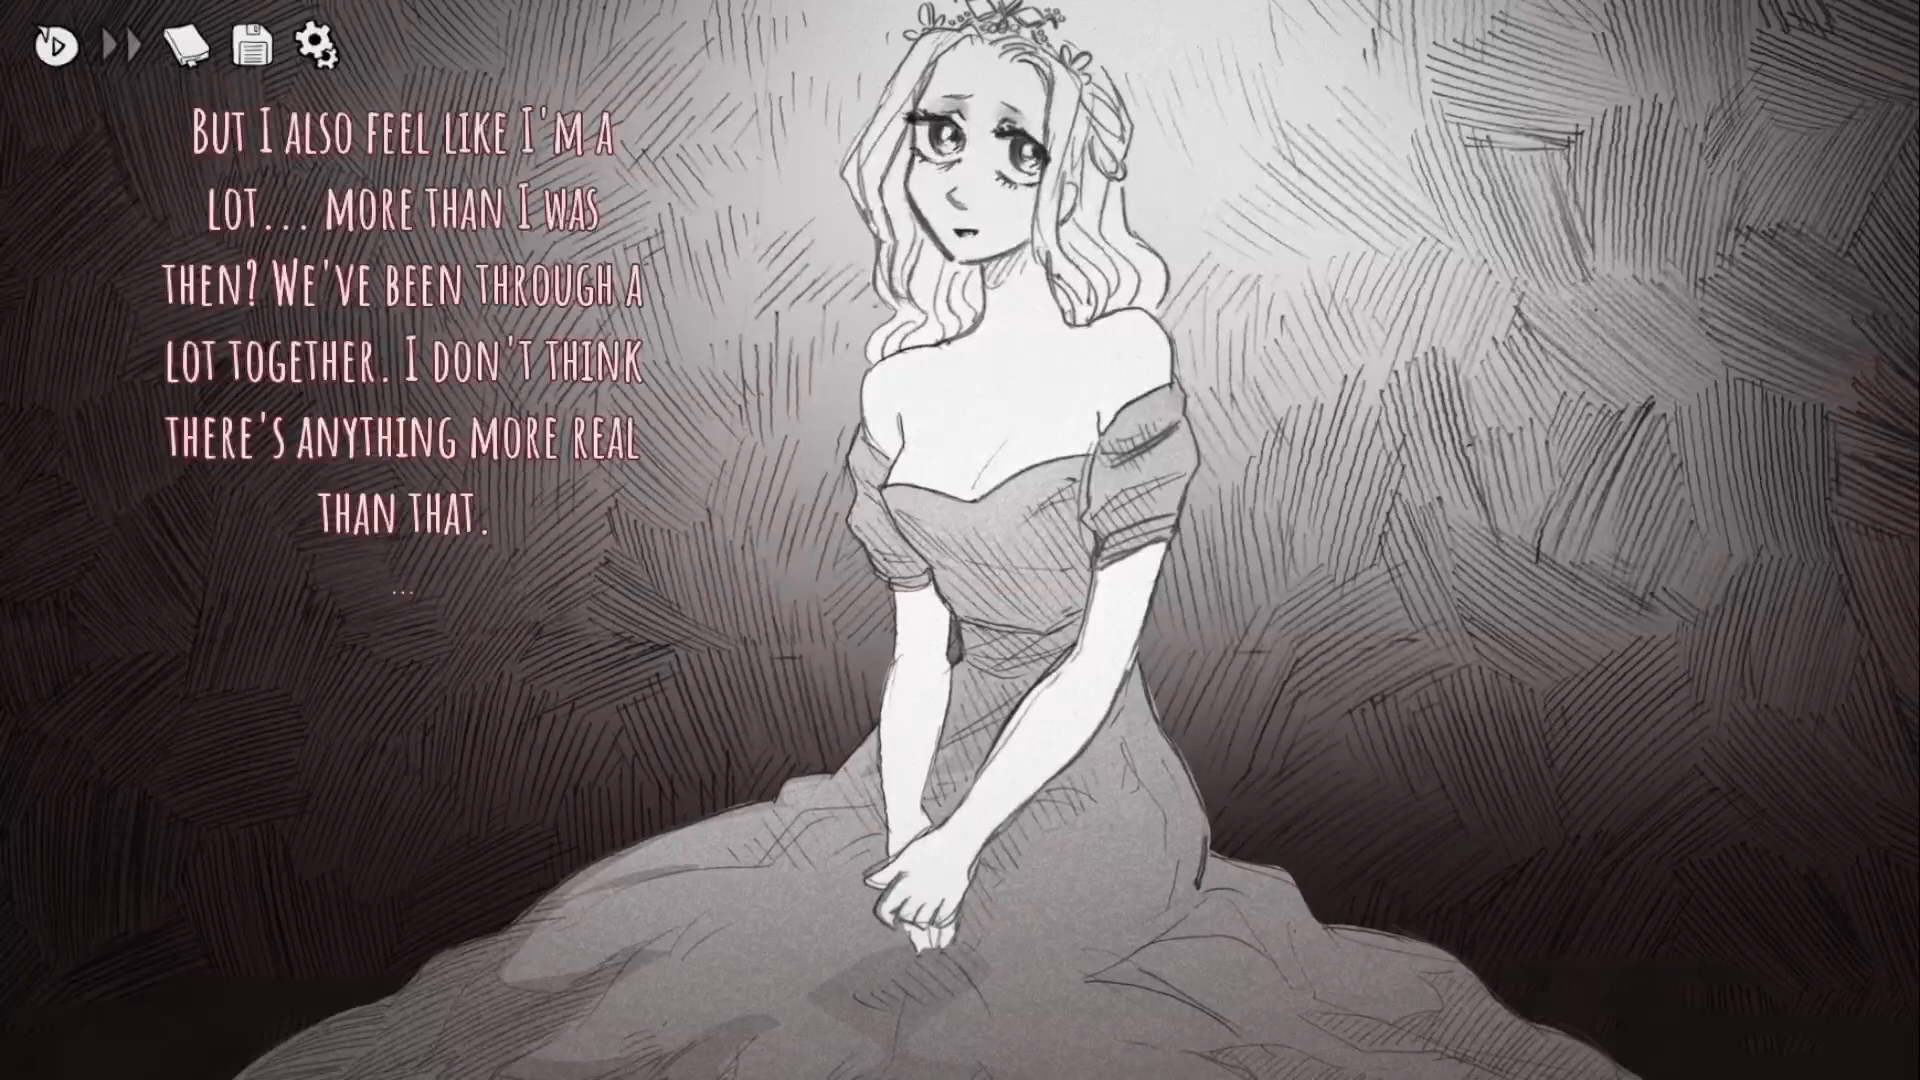 But I also feel like I'm a
lot... more than I was
then? We've been through a
lot together. I don't think
there's anything more real
than that.
...